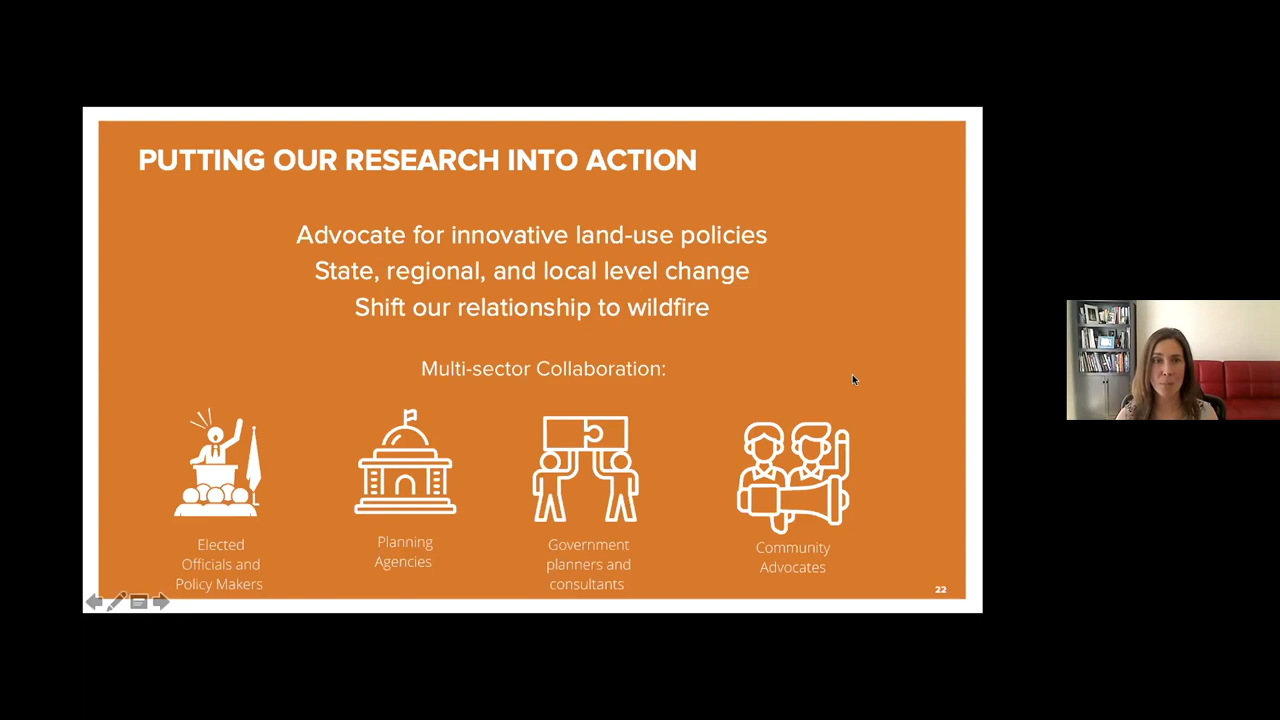 PUTTING OUR RESEARCH INTO ACTION
Advocate for innovative land-use policies
State, regional, and local level change
Shift our relationship to wildfire
Multi-sector Collaboration:
Elected
Officials and
Policy Makers
Planning
Agencies
Government
planners and
consultants
Community
Advocates
22